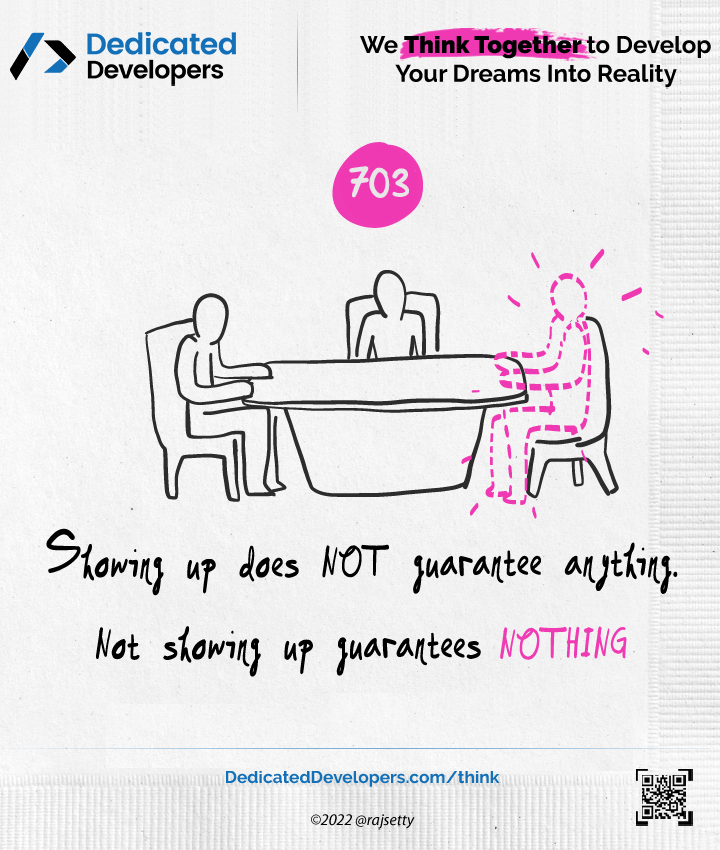 Dedicated
Developers
We Think Together to Develop
Your Dreams Into Reality
703
Showing up does NOT guarantee anything.
Not showing up guarantees NOTHING
DedicatedDevelopers.com/think
©2022 @rajsetty